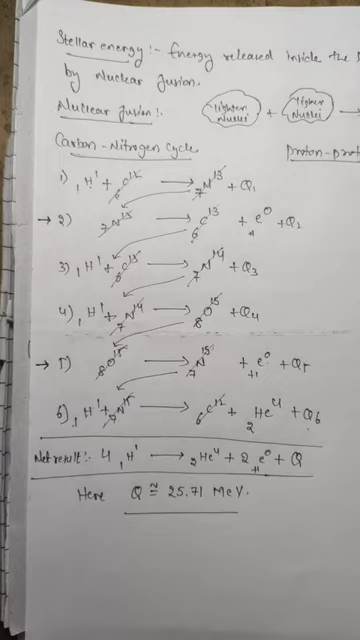 Stellar energy :- Energy released inside the
by Nuclear fusion.
Nuclear fusion :-
Lighter Nuclei + Lighter Nuclei →
Carbon-Nitrogen cycle
Proton-Prot
1) ₁H¹ + ₆C¹² → ₇N¹³ + Q₁
→ 2) ₇N¹³ → ₆C¹³ + ₊₁e⁰ + Q₂
3) ₁H¹ + ₆C¹³ → ₇N¹⁴ + Q₃
4) ₁H¹ + ₇N¹⁴ → ₈O¹⁵ + Q₄
→ 5) ₈O¹⁵ → ₇N¹⁵ + ₊₁e⁰ + Q₅
6) ₁H¹ + ₇N¹⁵ → ₆C¹² + ₂He⁴ + Q₆
Net result :- 4 ₁H¹ → ₂He⁴ + 2 ₊₁e⁰ + Q
Here Q ≅ 25.71 MeV.